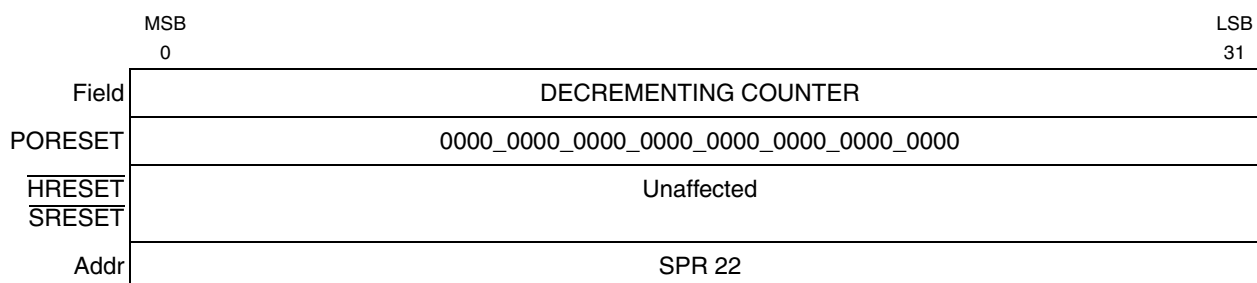 MSB LSB
0 31
Field DECREMENTING COUNTER
PORESET 0000_0000_0000_0000_0000_0000_0000_0000
HRESET Unaffected
SRESET
Addr SPR 22